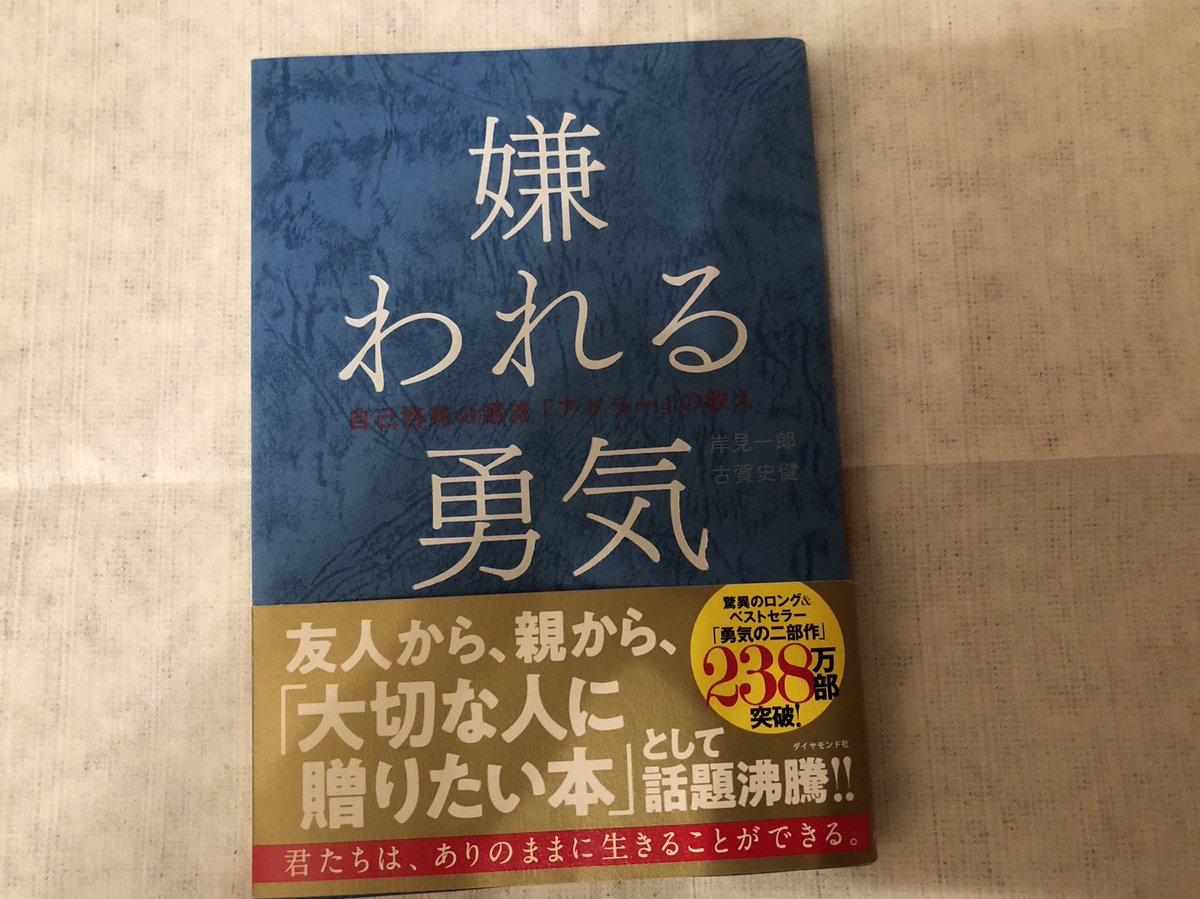 嫌
われる
自己啓発の源流「アドラー」の教え
岸見一郎
古賀史健
勇気
友人から、親から、
「大切な人に
贈りたい本」
として
話題沸騰!!
驚異のロング&
ベストセラー
「勇気の二部作」
238万部
突破!
ダイヤモンド社
君たちは、ありのままに生きることができる。